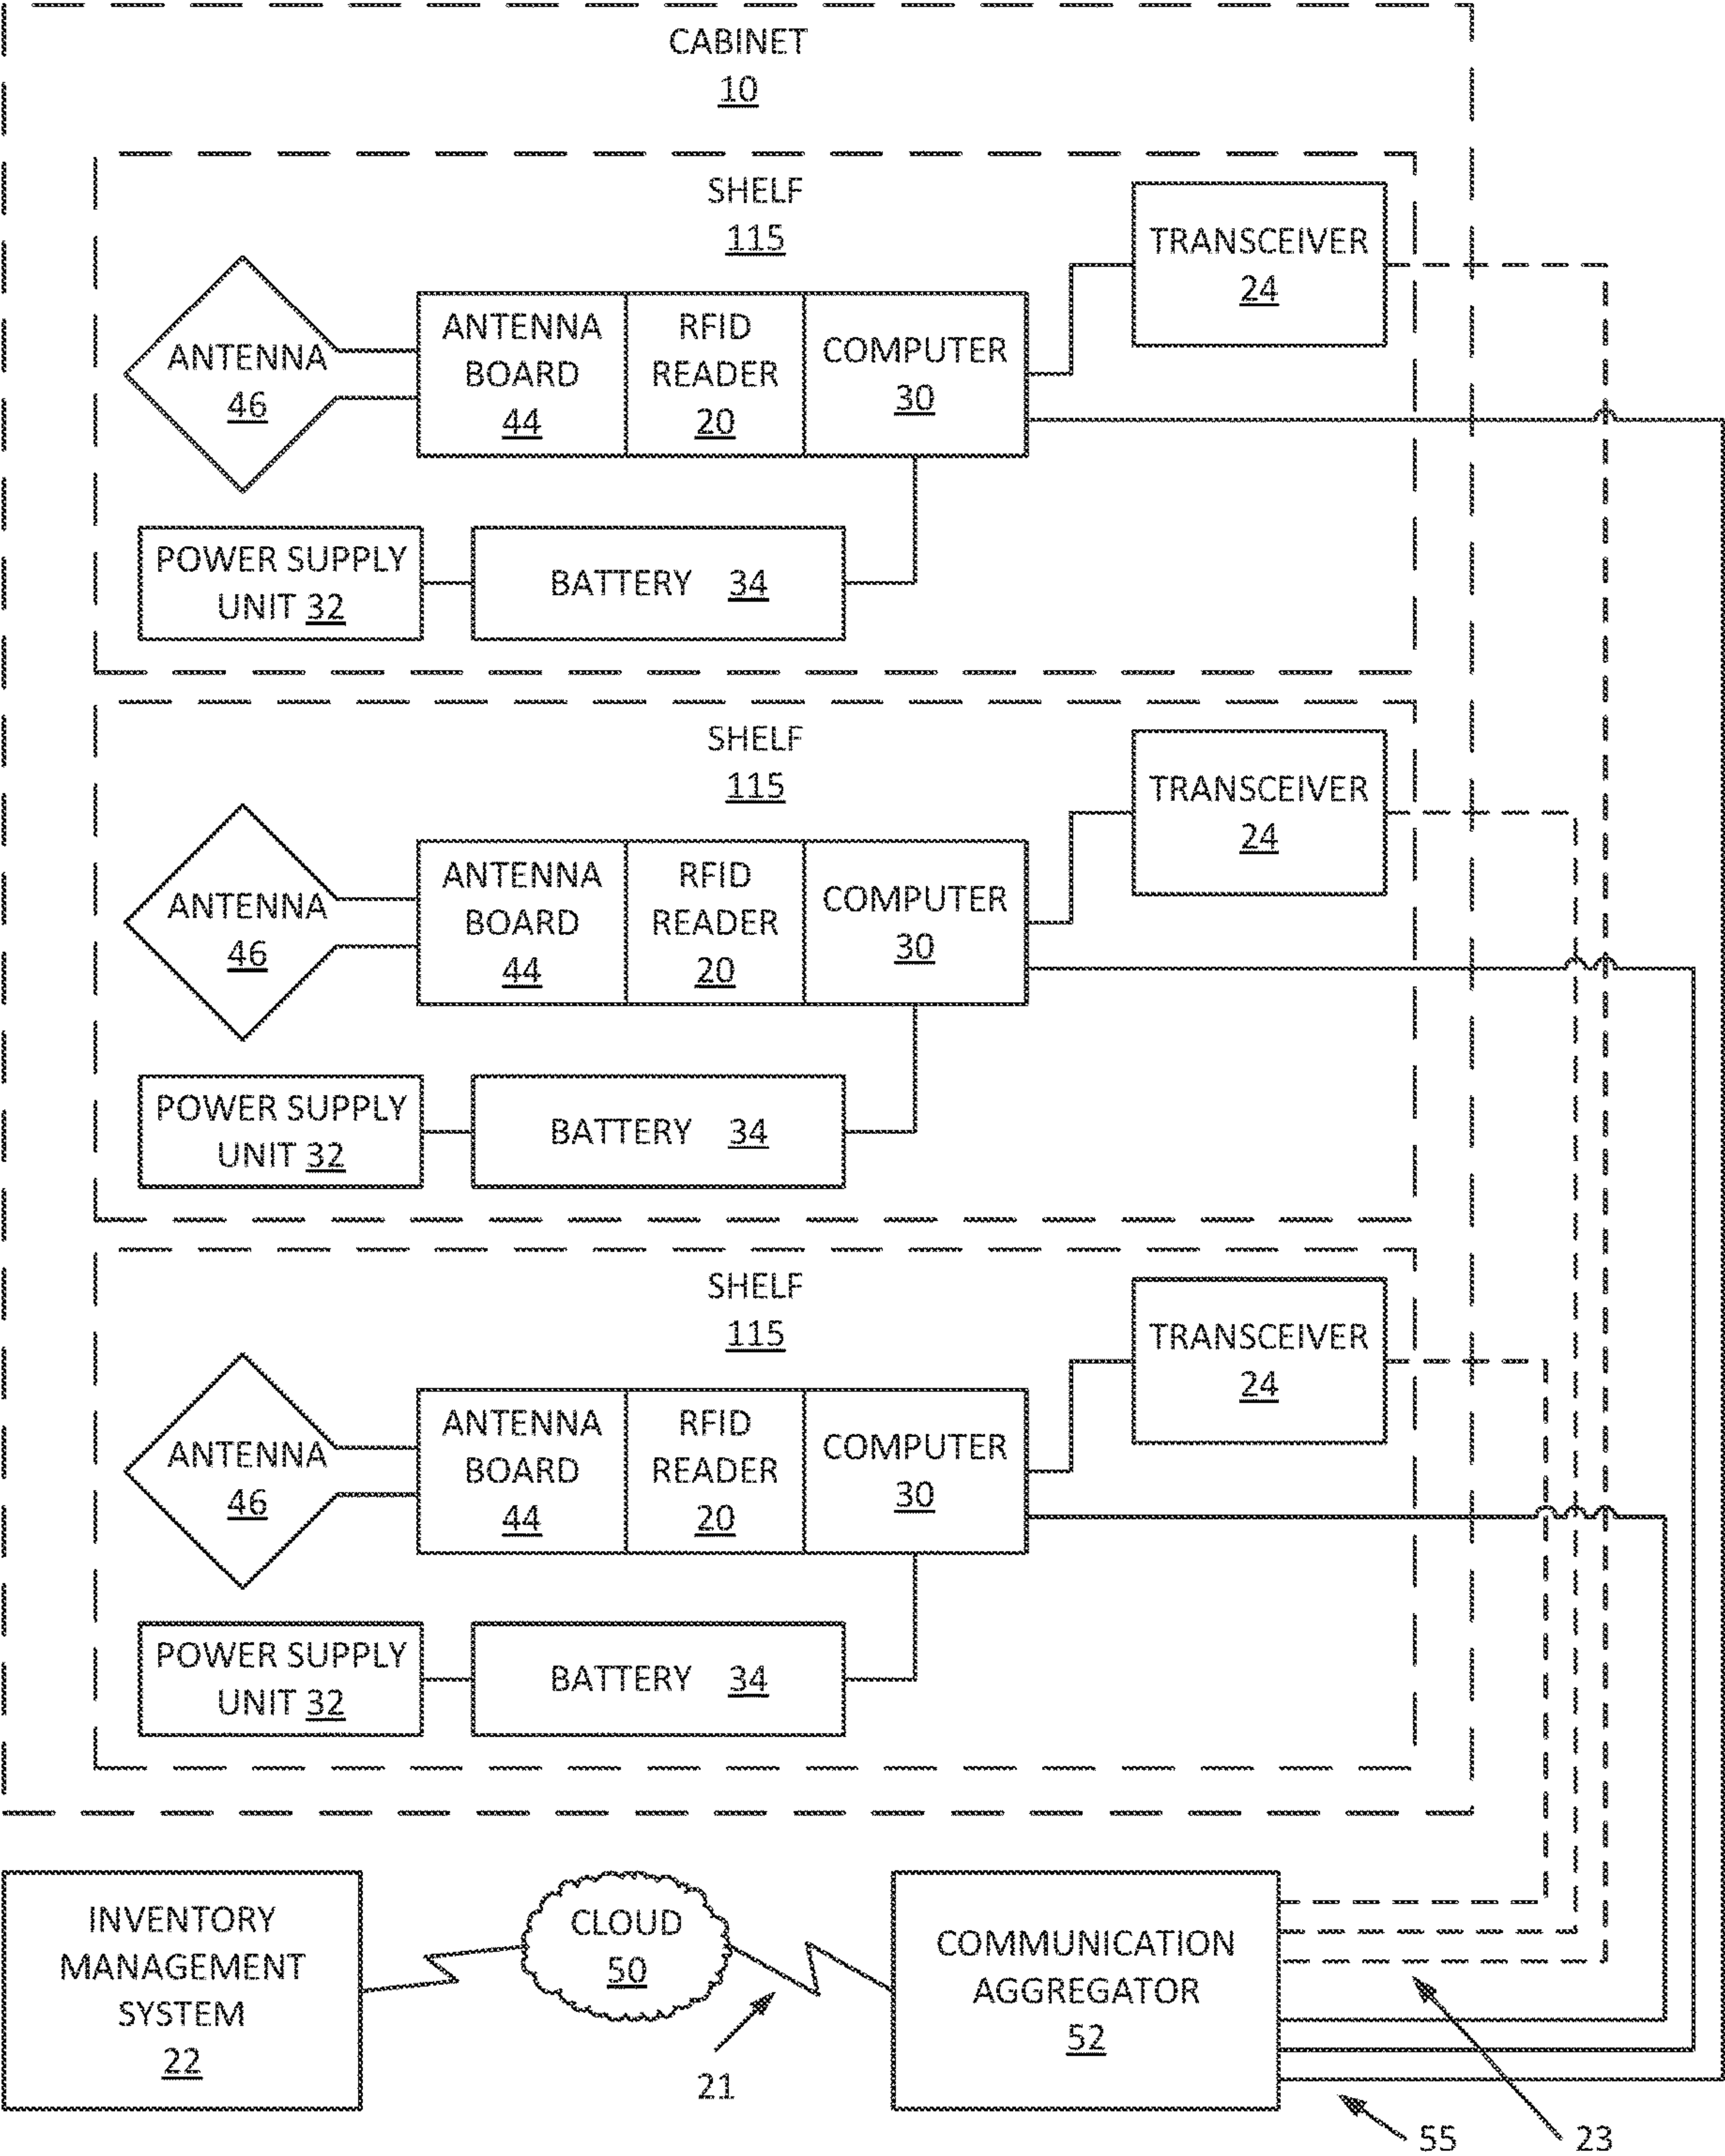 CABINET
10
SHELF
115
TRANSCEIVER
24
ANTENNA
46
ANTENNA
BOARD
44
RFID
READER
20
COMPUTER
30
POWER SUPPLY
UNIT 32
BATTERY 34
SHELF
115
TRANSCEIVER
24
ANTENNA
46
ANTENNA
BOARD
44
RFID
READER
20
COMPUTER
30
POWER SUPPLY
UNIT 32
BATTERY 34
SHELF
115
TRANSCEIVER
24
ANTENNA
46
ANTENNA
BOARD
44
RFID
READER
20
COMPUTER
30
POWER SUPPLY
UNIT 32
BATTERY 34
INVENTORY
MANAGEMENT
SYSTEM
22
CLOUD
50
21
COMMUNICATION
AGGREGATOR
52
55
23